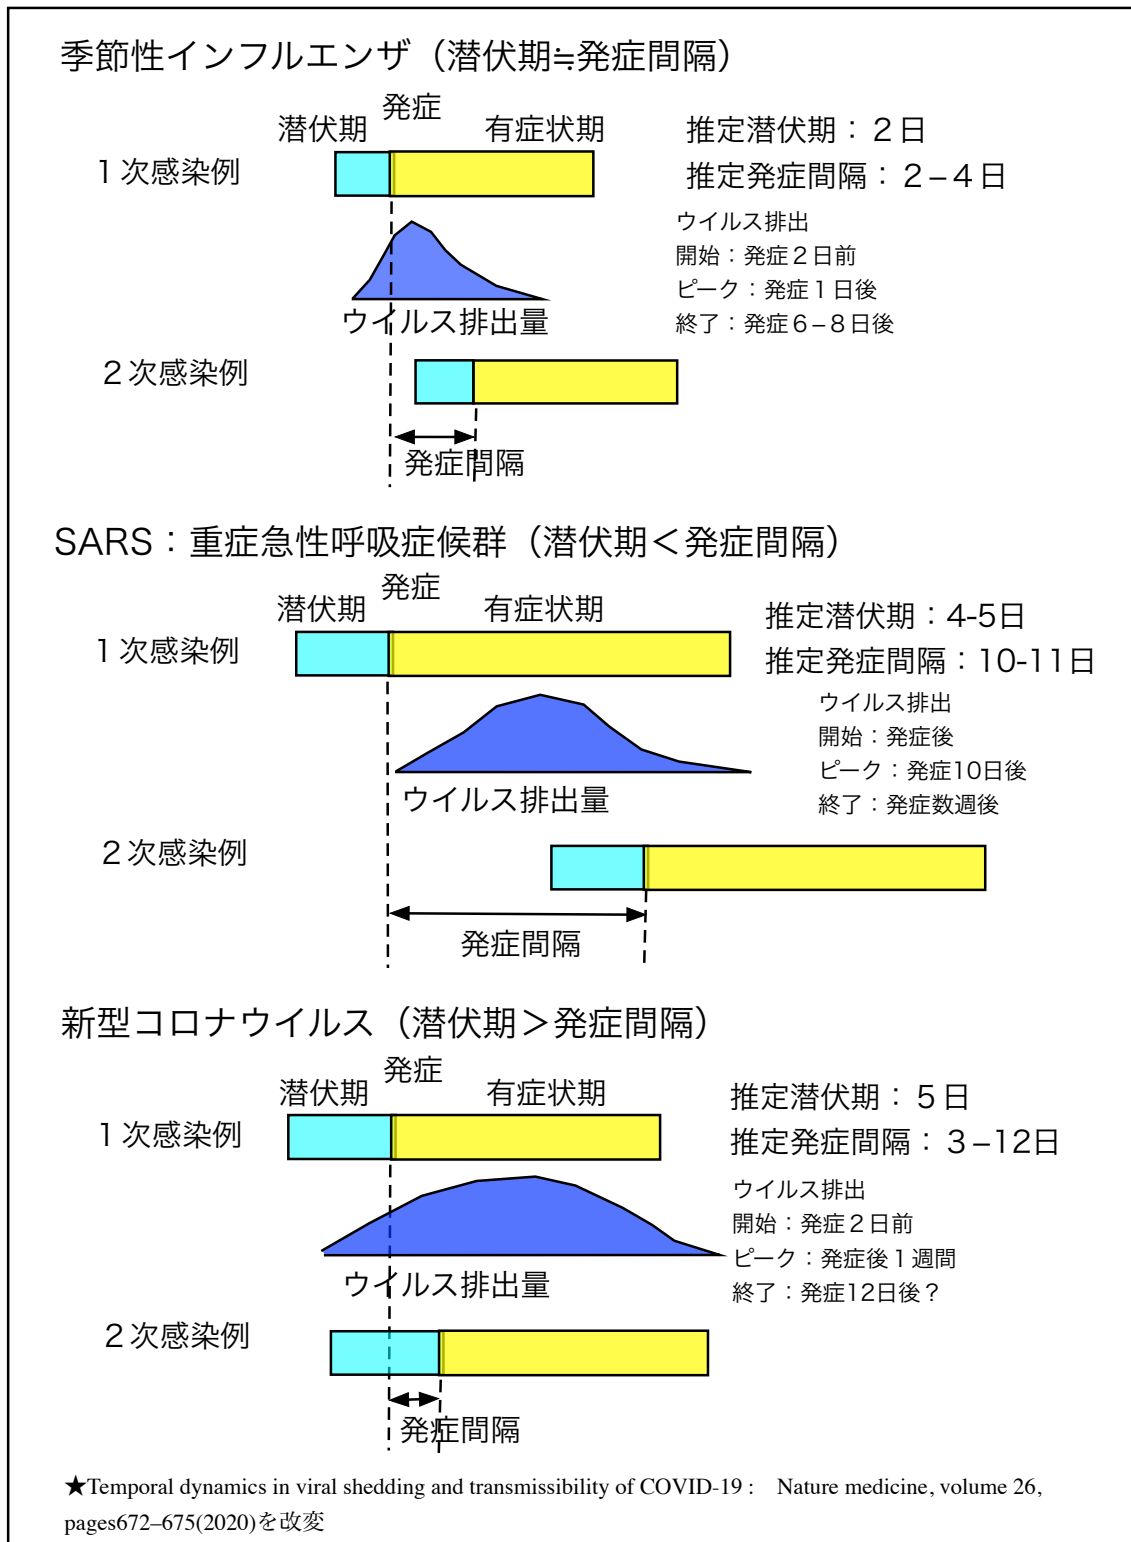 季節性インフルエンザ（潜伏期≒発症間隔）
発症
潜伏期
有症状期
推定潜伏期：２日
１次感染例
推定発症間隔：２−４日
ウイルス排出
開始：発症２日前
ピーク：発症１日後
終了：発症６−８日後
ウイルス排出量
２次感染例
発症間隔
SARS：重症急性呼吸症候群（潜伏期＜発症間隔）
発症
潜伏期
有症状期
推定潜伏期：4-5日
１次感染例
推定発症間隔：10-11日
ウイルス排出
開始：発症後
ピーク：発症10日後
終了：発症数週後
ウイルス排出量
２次感染例
発症間隔
新型コロナウイルス（潜伏期＞発症間隔）
発症
潜伏期
有症状期
推定潜伏期：５日
１次感染例
推定発症間隔：３−12日
ウイルス排出
開始：発症２日前
ピーク：発症後１週間
終了：発症12日後？
ウイルス排出量
２次感染例
発症間隔
★Temporal dynamics in viral shedding and transmissibility of COVID-19 : Nature medicine, volume 26,
pages672–675(2020)を改変